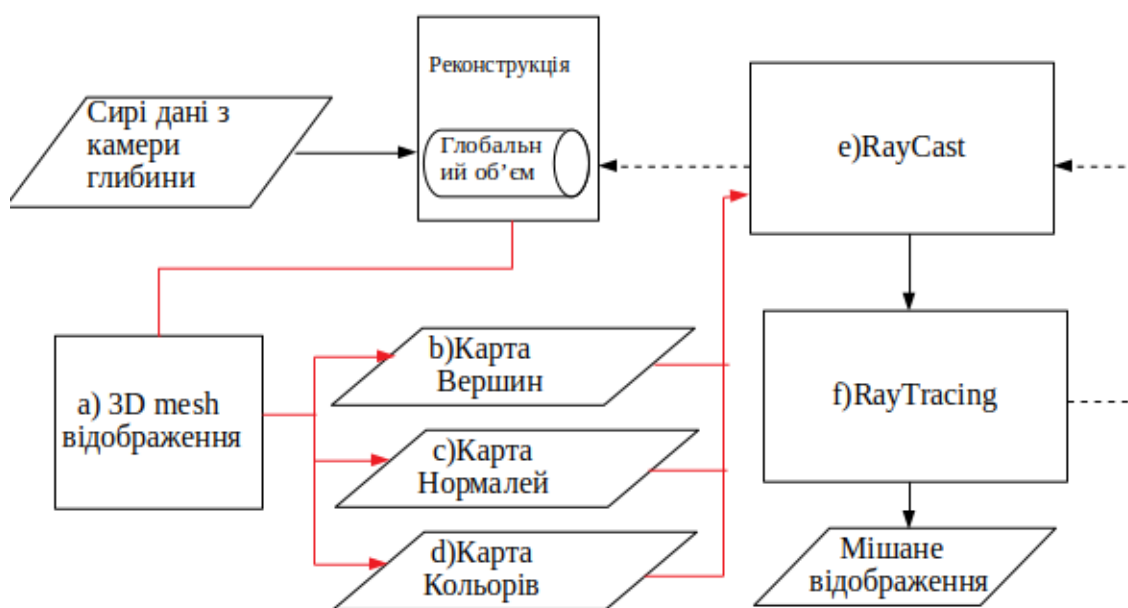 Реконструкція
Сирі дані з
камери
глибини
Глобальн
ий об’єм
e)RayCast
a) 3D mesh
відображення
b)Карта
Вершин
c)Карта
Нормалей
d)Карта
Кольорів
f)RayTracing
Мішане
відображення